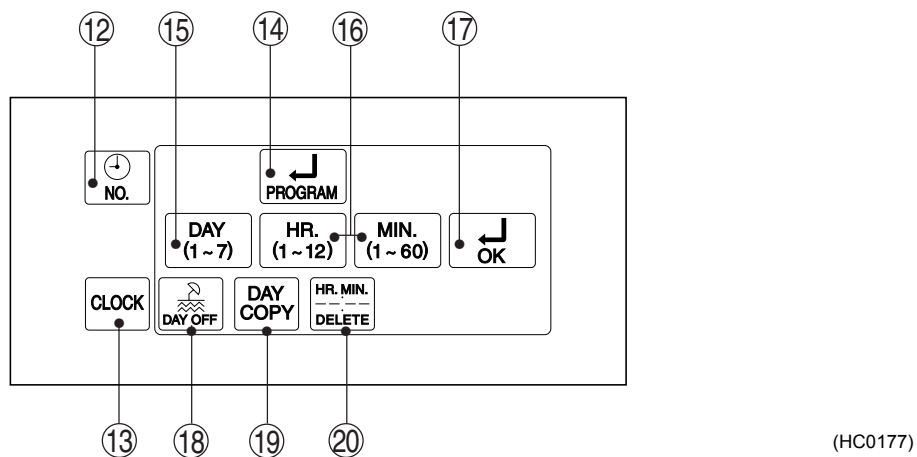 ⑫ ⑮ ⑭ ⑯ ⑰
NO.
PROGRAM
DAY
(1~7)
HR.
(1~12)
MIN.
(1~60)
OK
CLOCK
DAY OFF
DAY
COPY
HR. MIN.
--:--
DELETE
⑬ ⑱ ⑲ ⑳
(HC0177)